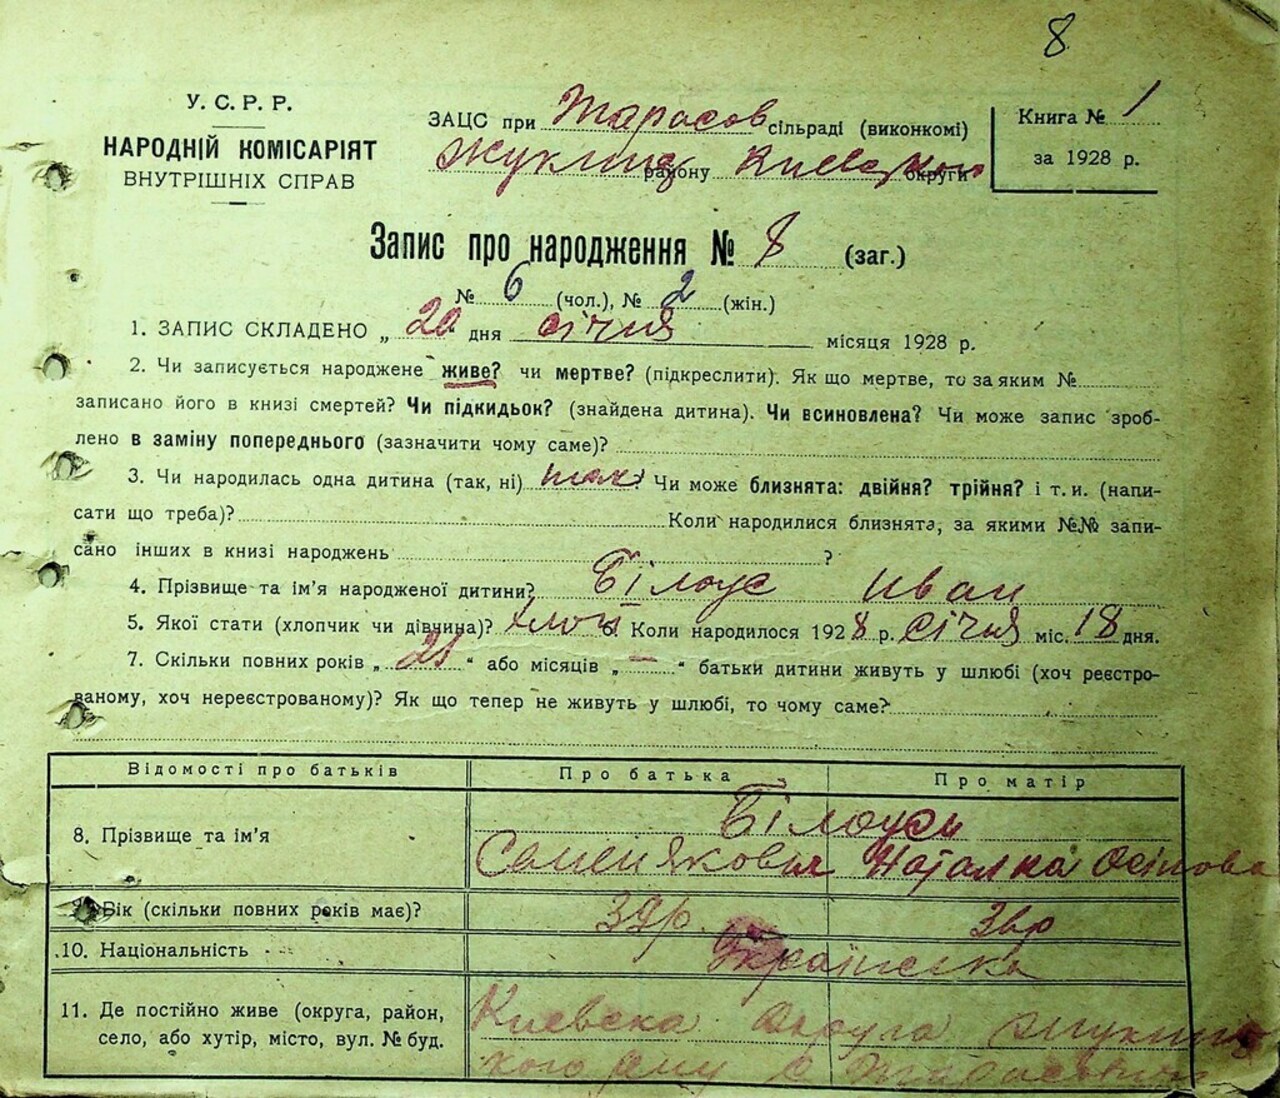 8
У. С. Р. Р.
НАРОДНІЙ КОМІСАРІЯТ
ВНУТРІШНІХ СПРАВ
ЗАЦС при Тарасов сільраді (виконкомі)
Жукин району Києвського округи
Книга № 1
за 1928 р.
Запис про народження № 8 (заг.)
№ 6 (чол.), № 2 (жін.)
1. ЗАПИС СКЛАДЕНО „ 20 " дня січня місяця 1928 р.
2. Чи записується народжене живе? чи мертве? (підкреслити). Як що мертве, то за яким №
записано його в книзі смертей? Чи підкидьок? (знайдена дитина). Чи всиновлена? Чи може запис зроб-
лено в заміну попереднього (зазначити чому саме)?
3. Чи народилась одна дитина (так, ні) так Чи може близнята: двійня? трійня? і т. и. (напи-
сати що треба)? Коли народилися близнята, за якими №№ запи-
сано інших в книзі народжень ?
4. Прізвище та ім'я народженої дитини? Білоус Иван
5. Якої стати (хлопчик чи дівчина)? хлоп 6. Коли народилося 1928 р. січня міс. 18 дня.
7. Скільки повних років „ 21 " або місяців „ — " батьки дитини живуть у шлюбі (хоч реєстро-
ваному, хоч нереєстрованому)? Як що тепер не живуть у шлюбі, то чому саме?
Відомості про батьків Про батька Про матір
8. Прізвище та ім'я Білоуси
Семен Якович Наталка Осіпова
9. Вік (скільки повних років має)? 39р.
10. Національність Українська
11. Де постійно живе (округа, район, Киевска округа Жукинс
село, або хутір, місто, вул. № буд. кого с